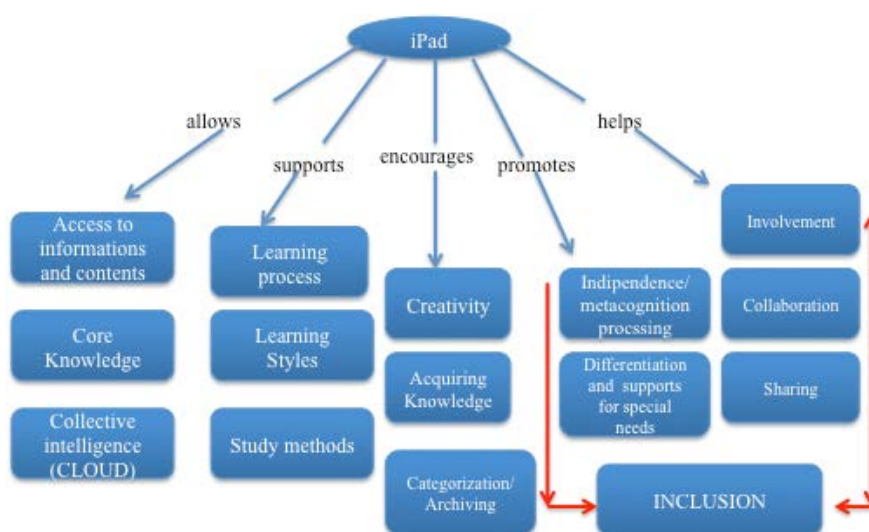 iPad
allows
supports
encourages
promotes
helps
Access to
informations
and contents
Core
Knowledge
Collective
intelligence
(CLOUD)
Learning
process
Learning
Styles
Study methods
Creativity
Acquiring
Knowledge
Categorization/
Archiving
Indipendence/
metacognition
procssing
Differentiation
and supports
for special
needs
Involvement
Collaboration
Sharing
INCLUSION